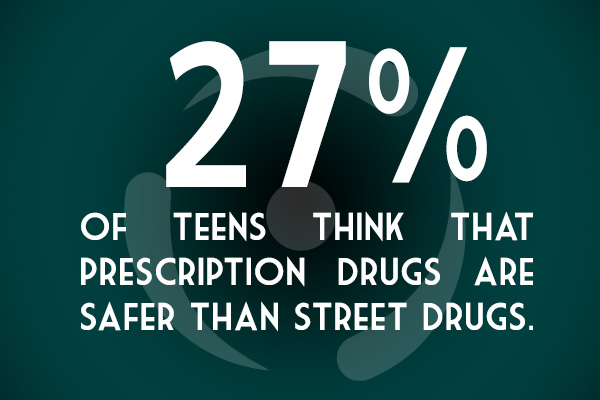 27%
OF TEENS THINK THAT
PRESCRIPTION DRUGS ARE
SAFER THAN STREET DRUGS.